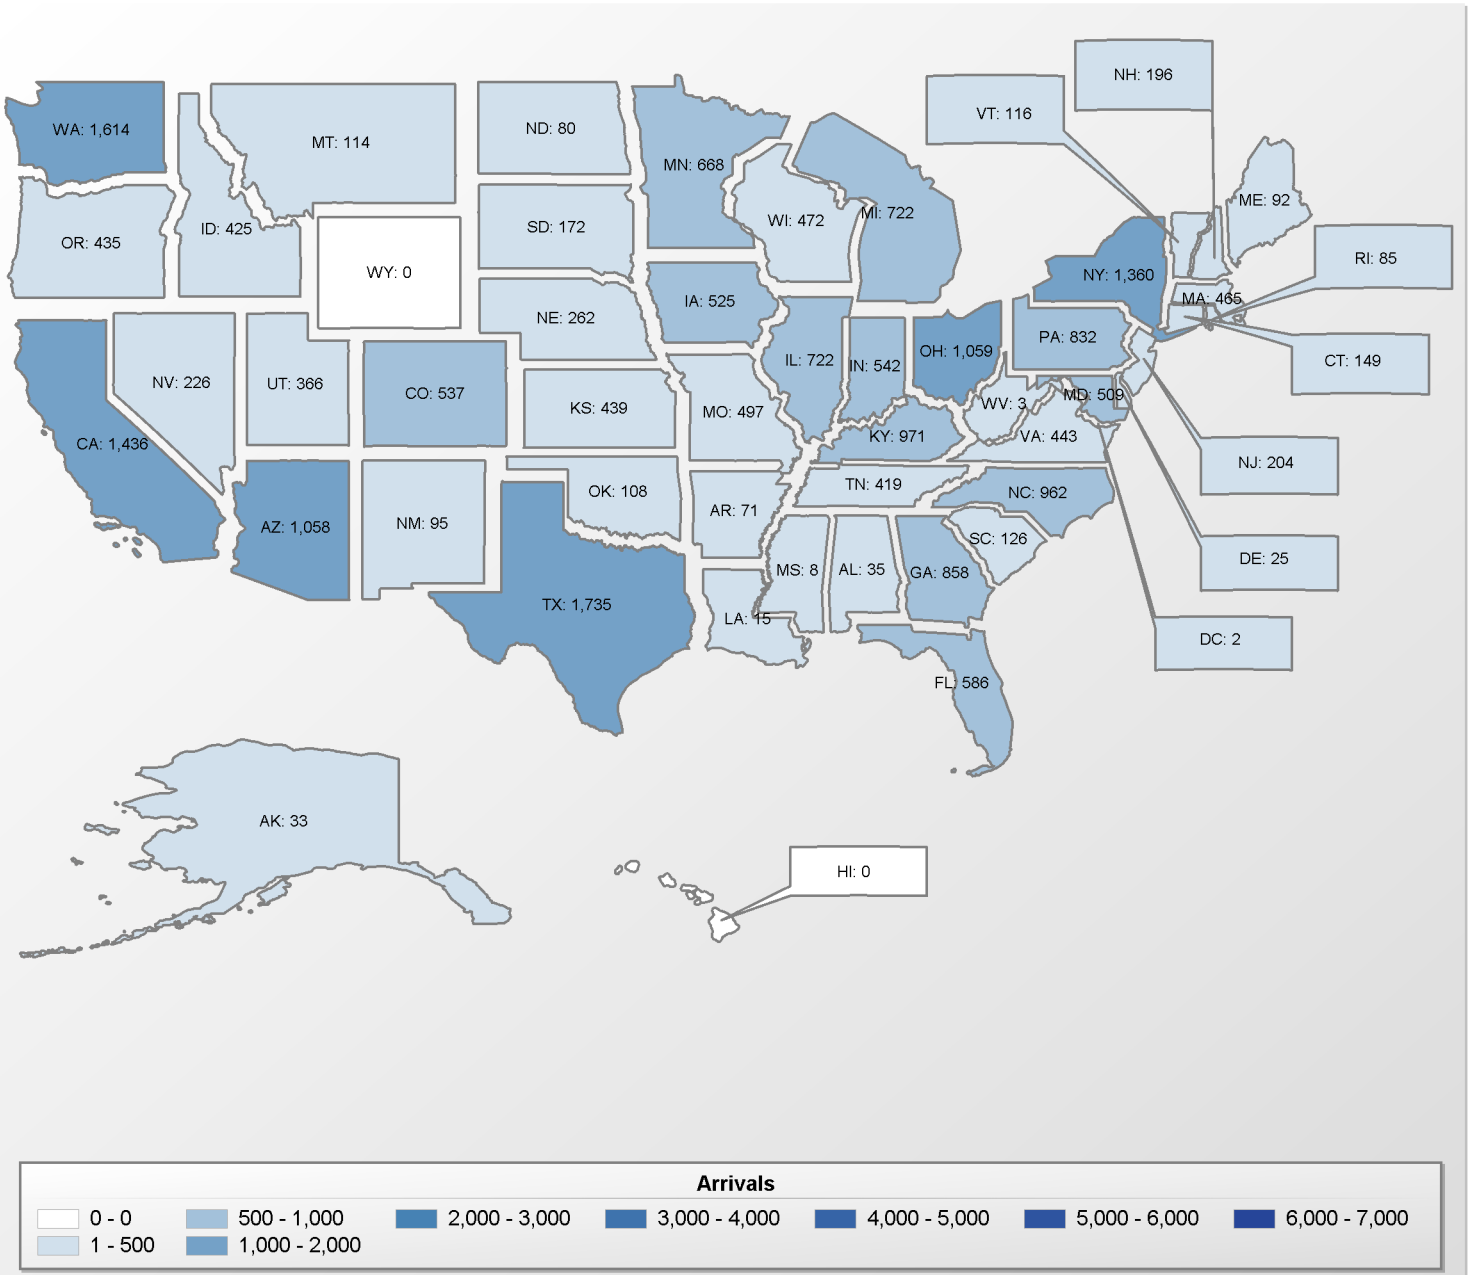 NH: 196
VT: 116
WA: 1,614
MT: 114
ND: 80
MN: 668
ME: 92
OR: 435
ID: 425
SD: 172
WI: 472
MI: 722
RI: 85
WY: 0
NY: 1,360
MA: 465
IA: 525
NE: 262
PA: 832
CT: 149
NV: 226
UT: 366
CO: 537
IL: 722
IN: 542
OH: 1,059
KS: 439
MO: 497
WV: 3
MD: 509
CA: 1,436
KY: 971
VA: 443
NJ: 204
OK: 108
TN: 419
NC: 962
AZ: 1,058
NM: 95
AR: 71
SC: 126
DE: 25
MS: 8
AL: 35
GA: 858
TX: 1,735
LA: 15
DC: 2
FL: 586
AK: 33
HI: 0
Arrivals
0 - 0
500 - 1,000
2,000 - 3,000
3,000 - 4,000
4,000 - 5,000
5,000 - 6,000
6,000 - 7,000
1 - 500
1,000 - 2,000